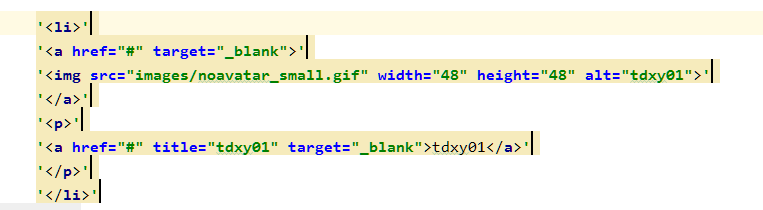 '<li>'
'<a href="#" target="_blank">'
'<img src="images/noavatar_small.gif" width="48" height="48" alt="tdxy01">'
'</a>'
'<p>'
'<a href="#" title="tdxy01" target="_blank">tdxy01</a>'
'</p>'
'</li>'